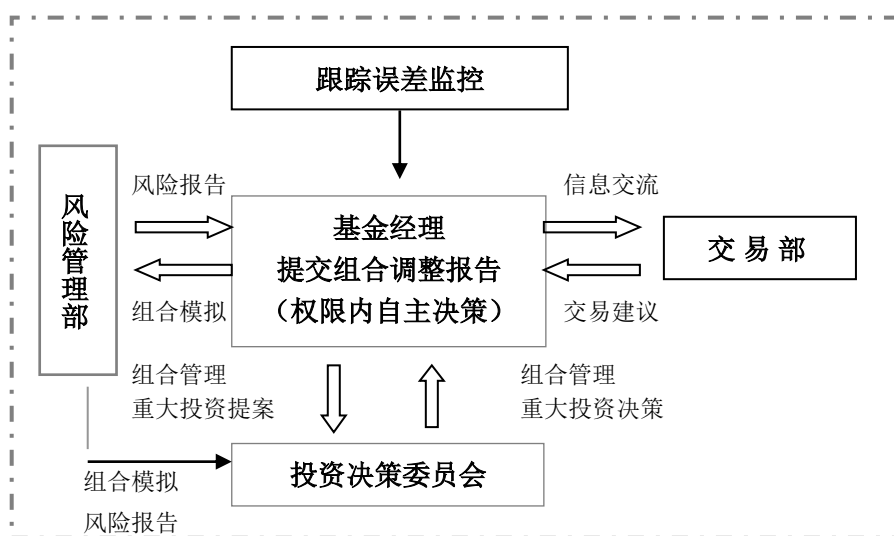 跟踪误差监控
风险报告
信息交流
风险管理部
基金经理
提交组合调整报告
（权限内自主决策）
交易部
组合模拟
交易建议
组合管理
重大投资提案
组合管理
重大投资决策
投资决策委员会
组合模拟
风险报告